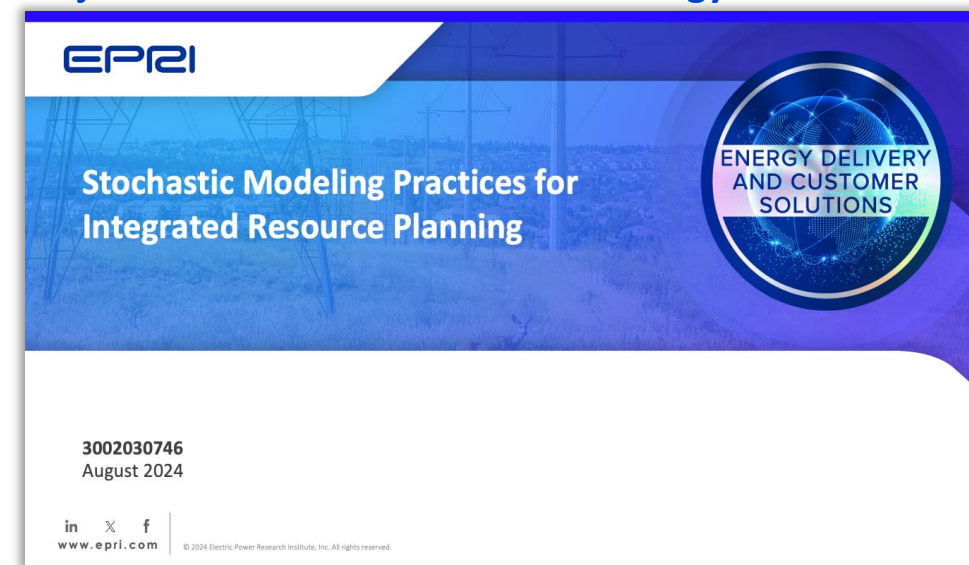 EPRI
Stochastic Modeling Practices for
Integrated Resource Planning
ENERGY DELIVERY
AND CUSTOMER
SOLUTIONS
3002030746
August 2024
in X f
www.epri.com
© 2024 Electric Power Research Institute, Inc. All rights reserved.